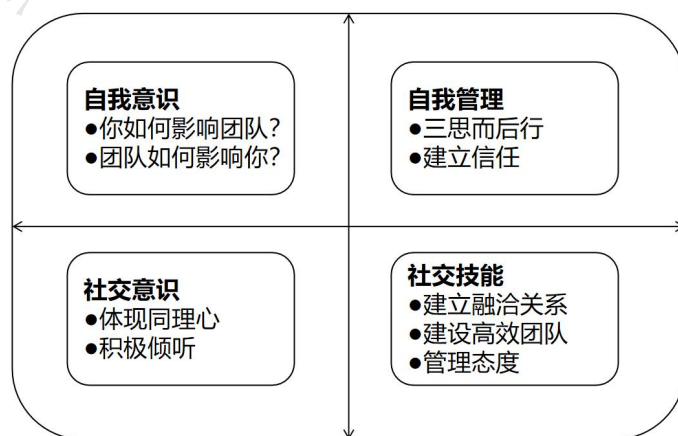 自我意识
●你如何影响团队?
●团队如何影响你?
自我管理
●三思而后行
●建立信任
社交意识
●体现同理心
●积极倾听
社交技能
●建立融洽关系
●建设高效团队
●管理态度